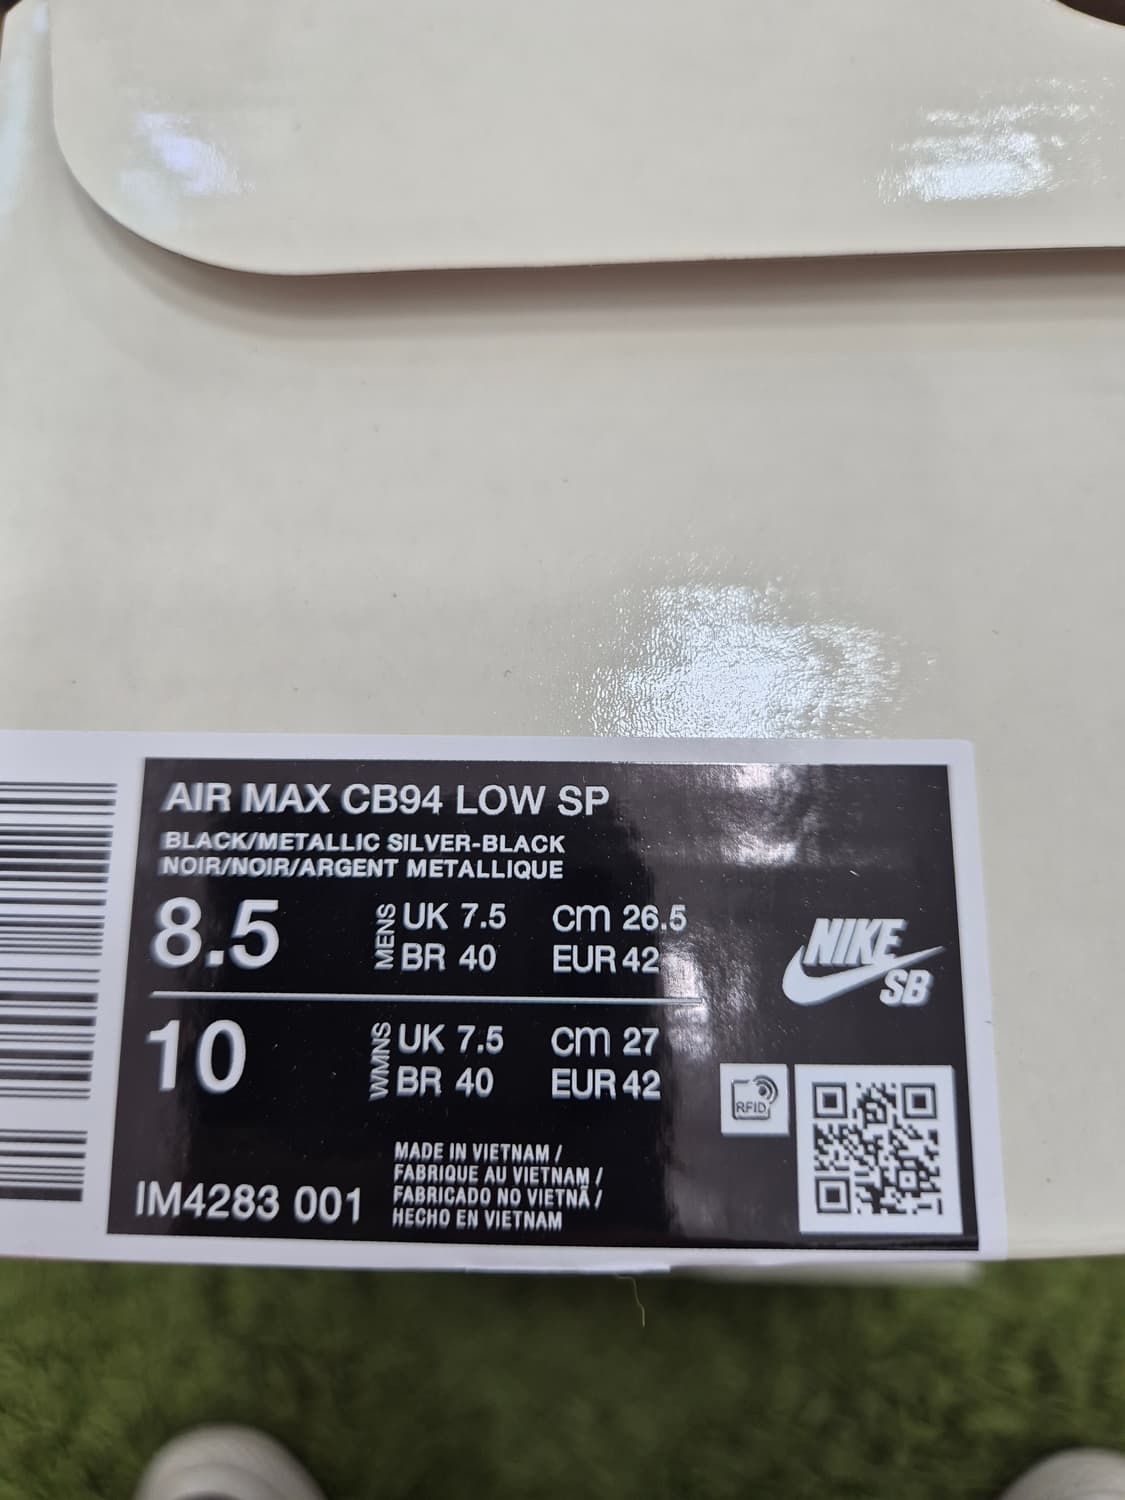 AIR MAX CB94 LOW SP
BLACK/METALLIC SILVER-BLACK
NOIR/NOIR/ARGENT METALLIQUE
8.5
MENS
UK 7.5 cm 26.5
BR 40 EUR 42
NIKE
SB
10
WMNS
UK 7.5 cm 27
BR 40 EUR 42
RFID
IM4283 001
MADE IN VIETNAM /
FABRIQUE AU VIETNAM /
FABRICADO NO VIETNÃ /
HECHO EN VIETNAM